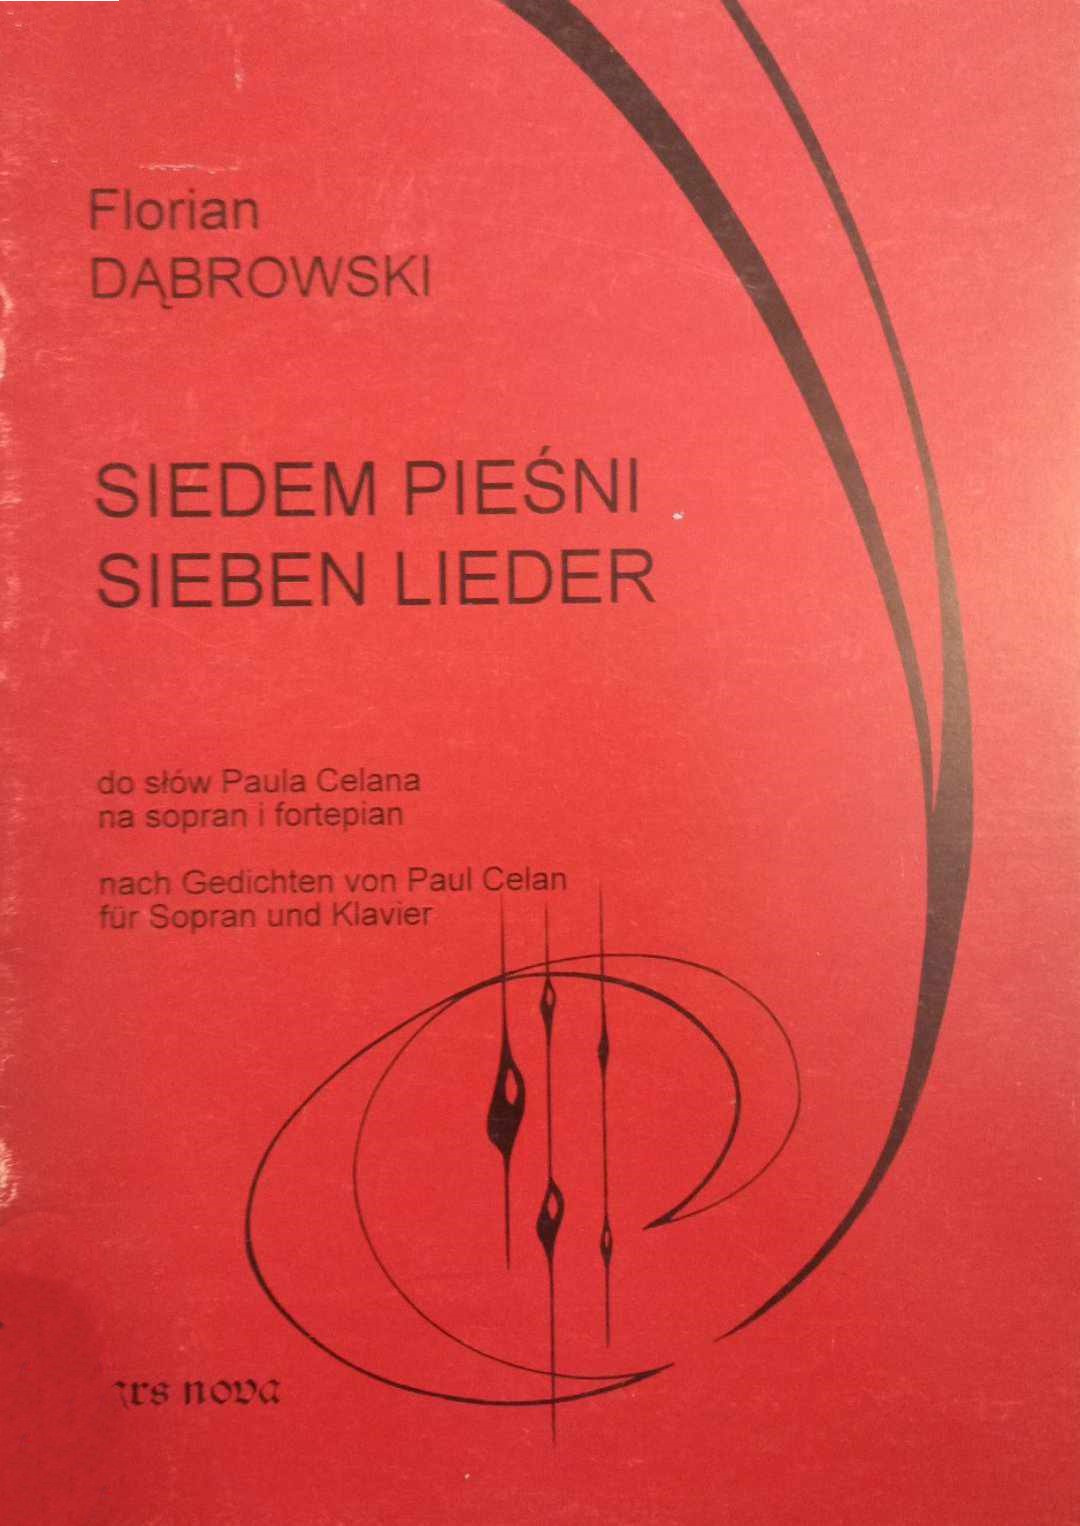 Florian
DĄBROWSKI
SIEDEM PIEŚNI
SIEBEN LIEDER
do słów Paula Celana
na sopran i fortepian
nach Gedichten von Paul Celan
für Sopran und Klavier
ars nova